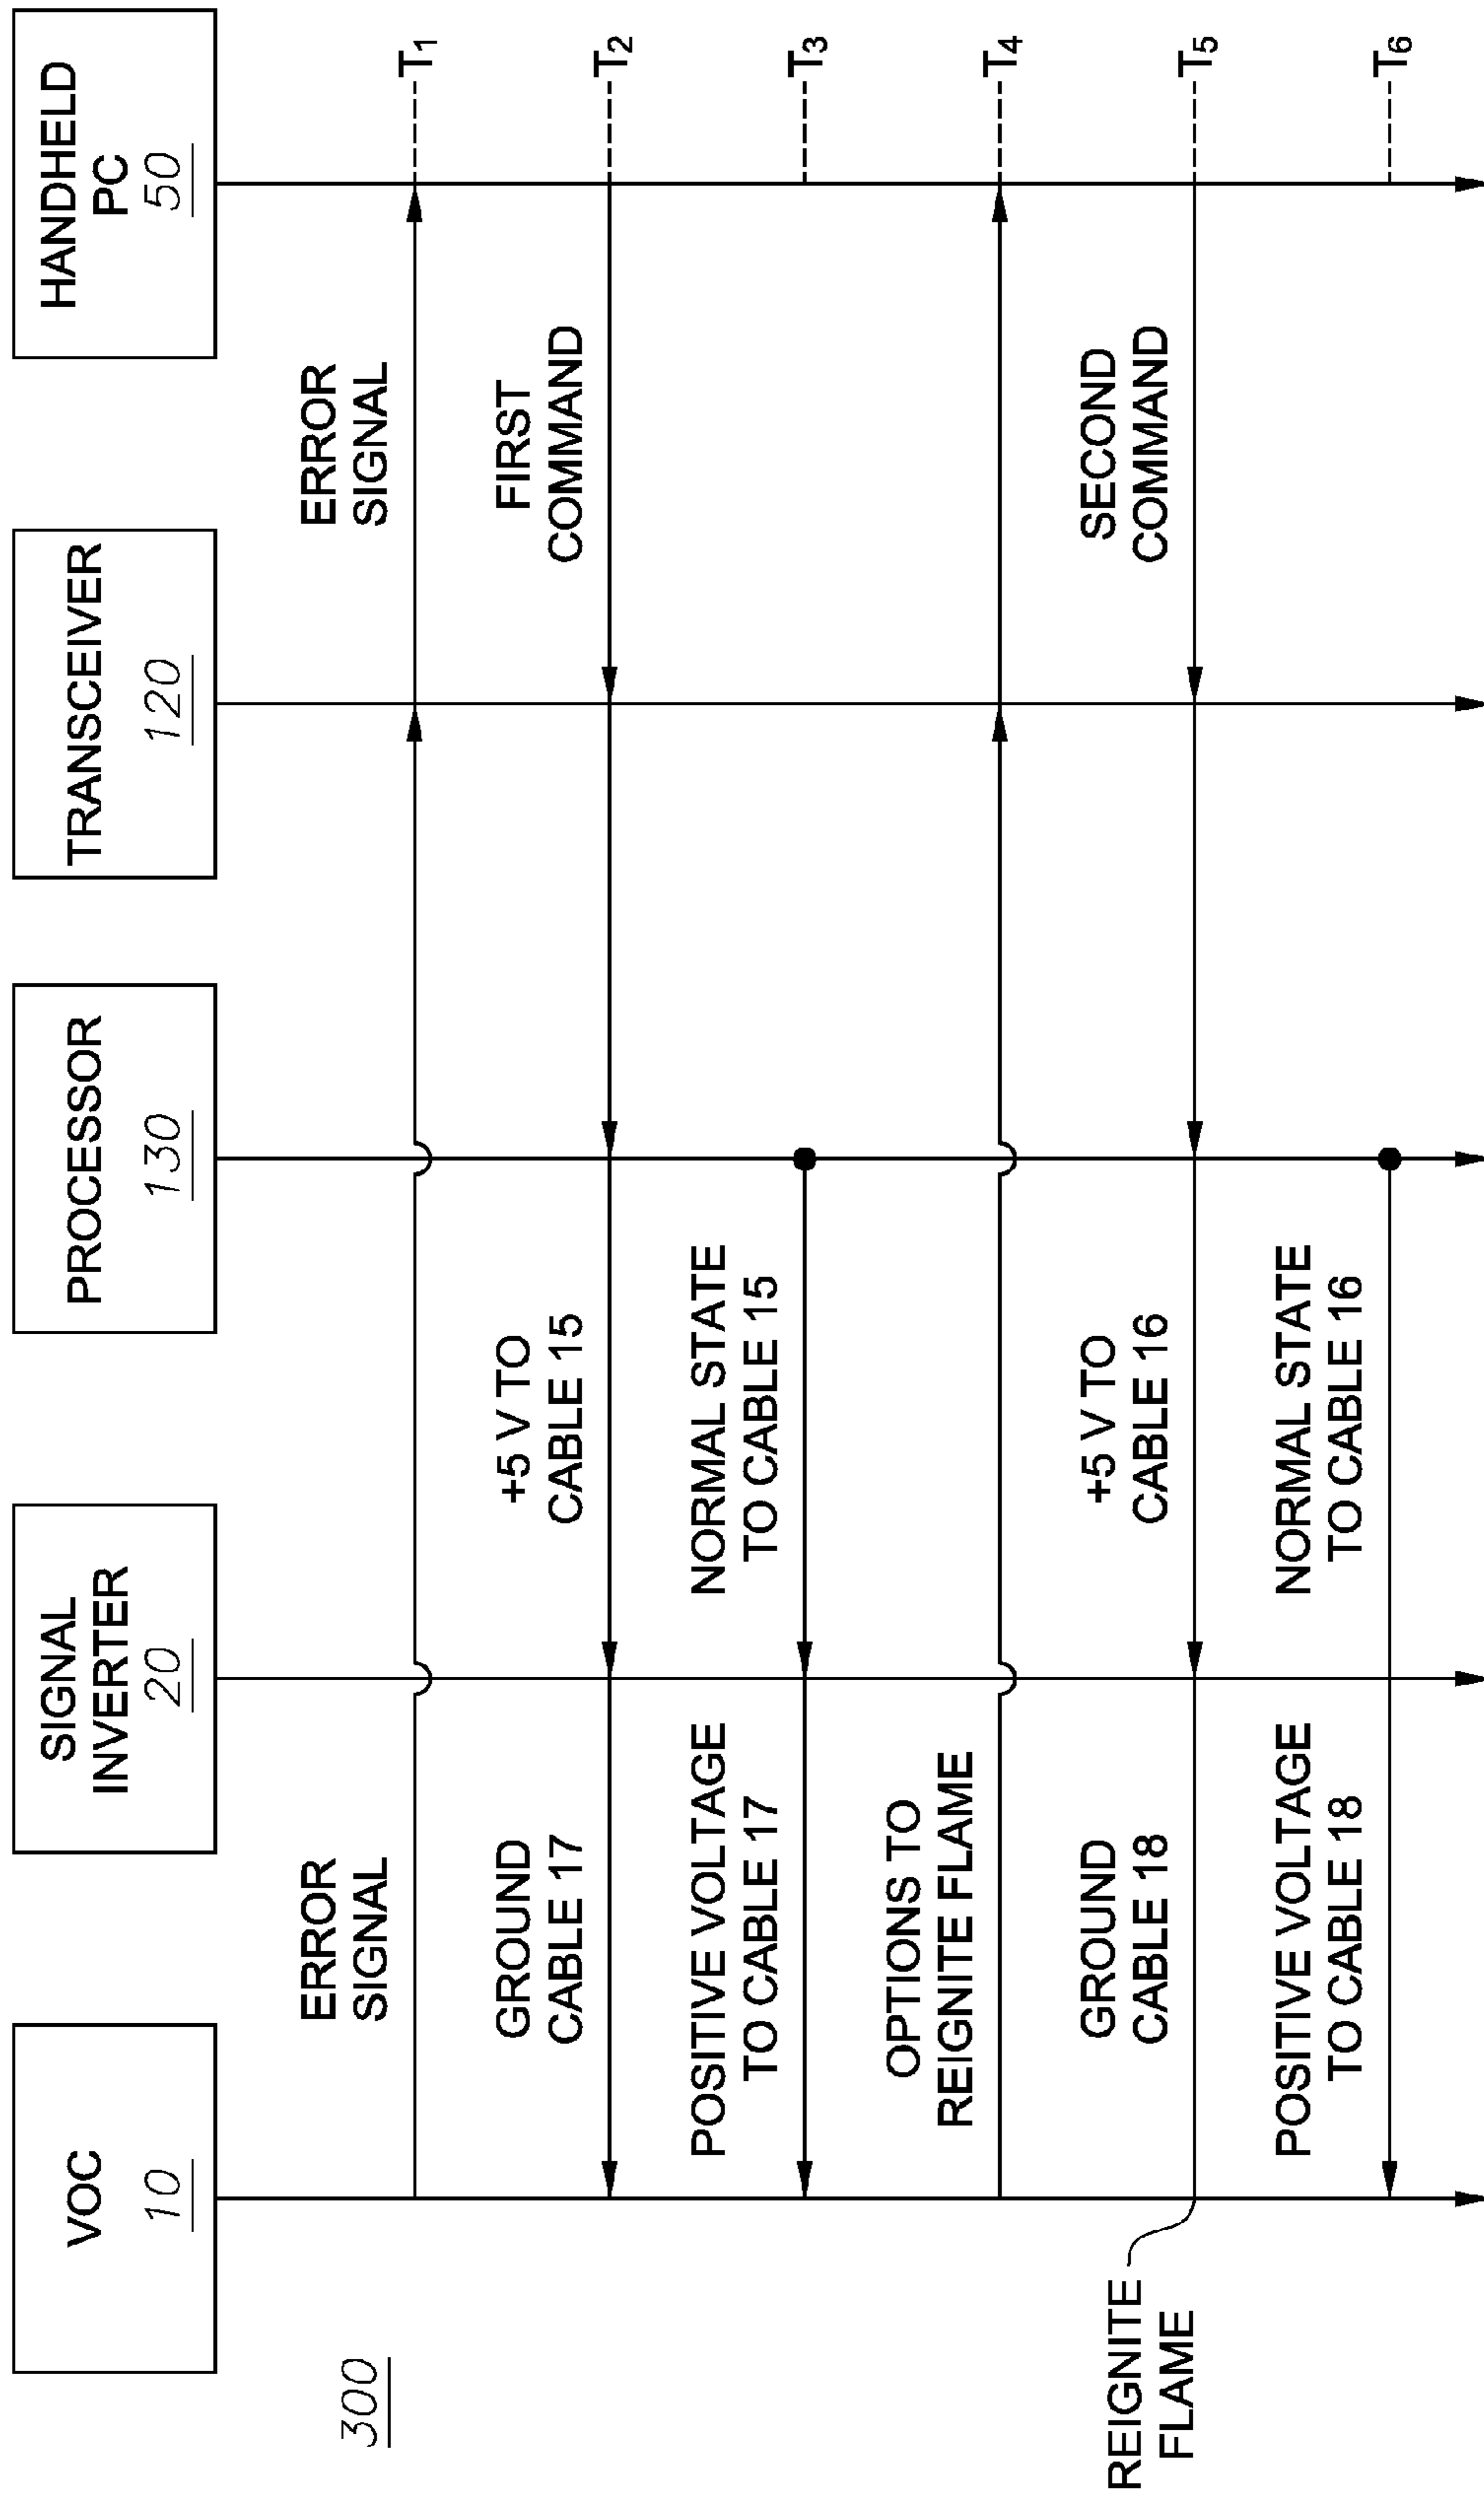 300
VOC
10
SIGNAL
INVERTER
20
PROCESSOR
130
TRANSCEIVER
120
HANDHELD
PC
50
ERROR
SIGNAL
ERROR
SIGNAL
T1
GROUND
CABLE 17
+5 V TO
CABLE 15
FIRST
COMMAND
T2
POSITIVE VOLTAGE
TO CABLE 17
NORMAL STATE
TO CABLE 15
T3
OPTIONS TO
REIGNITE FLAME
T4
REIGNITE
FLAME
GROUND
CABLE 18
+5 V TO
CABLE 16
SECOND
COMMAND
T5
POSITIVE VOLTAGE
TO CABLE 18
NORMAL STATE
TO CABLE 16
T6